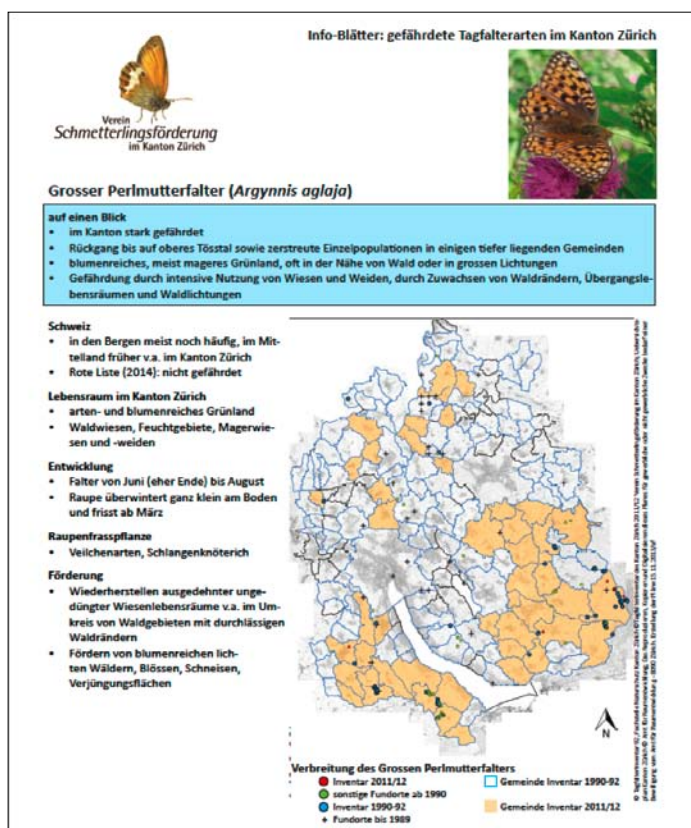 Info-Blätter: gefährdete Tagfalterarten im Kanton Zürich
Verein
Schmetterlingsförderung
im Kanton Zürich
Grosser Perlmutterfalter (Argynnis aglaja)
auf einen Blick
• im Kanton stark gefährdet
• Rückgang bis auf oberes Tösstal sowie zerstreute Einzelpopulationen in einigen tiefer liegenden Gemeinden
• blumenreiches, meist mageres Grünland, oft in der Nähe von Wald oder in grossen Lichtungen
• Gefährdung durch intensive Nutzung von Wiesen und Weiden, durch Zuwachsen von Waldrändern, Übergangsle-
bensräumen und Waldlichtungen
Schweiz
• in den Bergen meist noch häufig, im Mit-
telland früher v.a. im Kanton Zürich
• Rote Liste (2014): nicht gefährdet
Lebensraum im Kanton Zürich
• arten- und blumenreiches Grünland
• Waldwiesen, Feuchtgebiete, Magerwie-
sen und -weiden
Entwicklung
• Falter von Juni (eher Ende) bis August
• Raupe überwintert ganz klein am Boden
und frisst ab März
Raupenfrasspflanze
• Veilchenarten, Schlangenknöterich
Förderung
• Wiederherstellen ausgedehnter unge-
düngter Wiesenlebensräume v.a. im Um-
kreis von Waldgebieten mit durchlässigen
Waldrändern
• Fördern von blumenreichen lich-
ten Wäldern, Blössen, Schneisen,
Verjüngungsflächen
N
Verbreitung des Grossen Perlmutterfalters
Inventar 2011/12
sonstige Fundorte ab 1990
Inventar 1990-92
Fundorte bis 1989
Gemeinde Inventar 1990-92
Gemeinde Inventar 2011/12